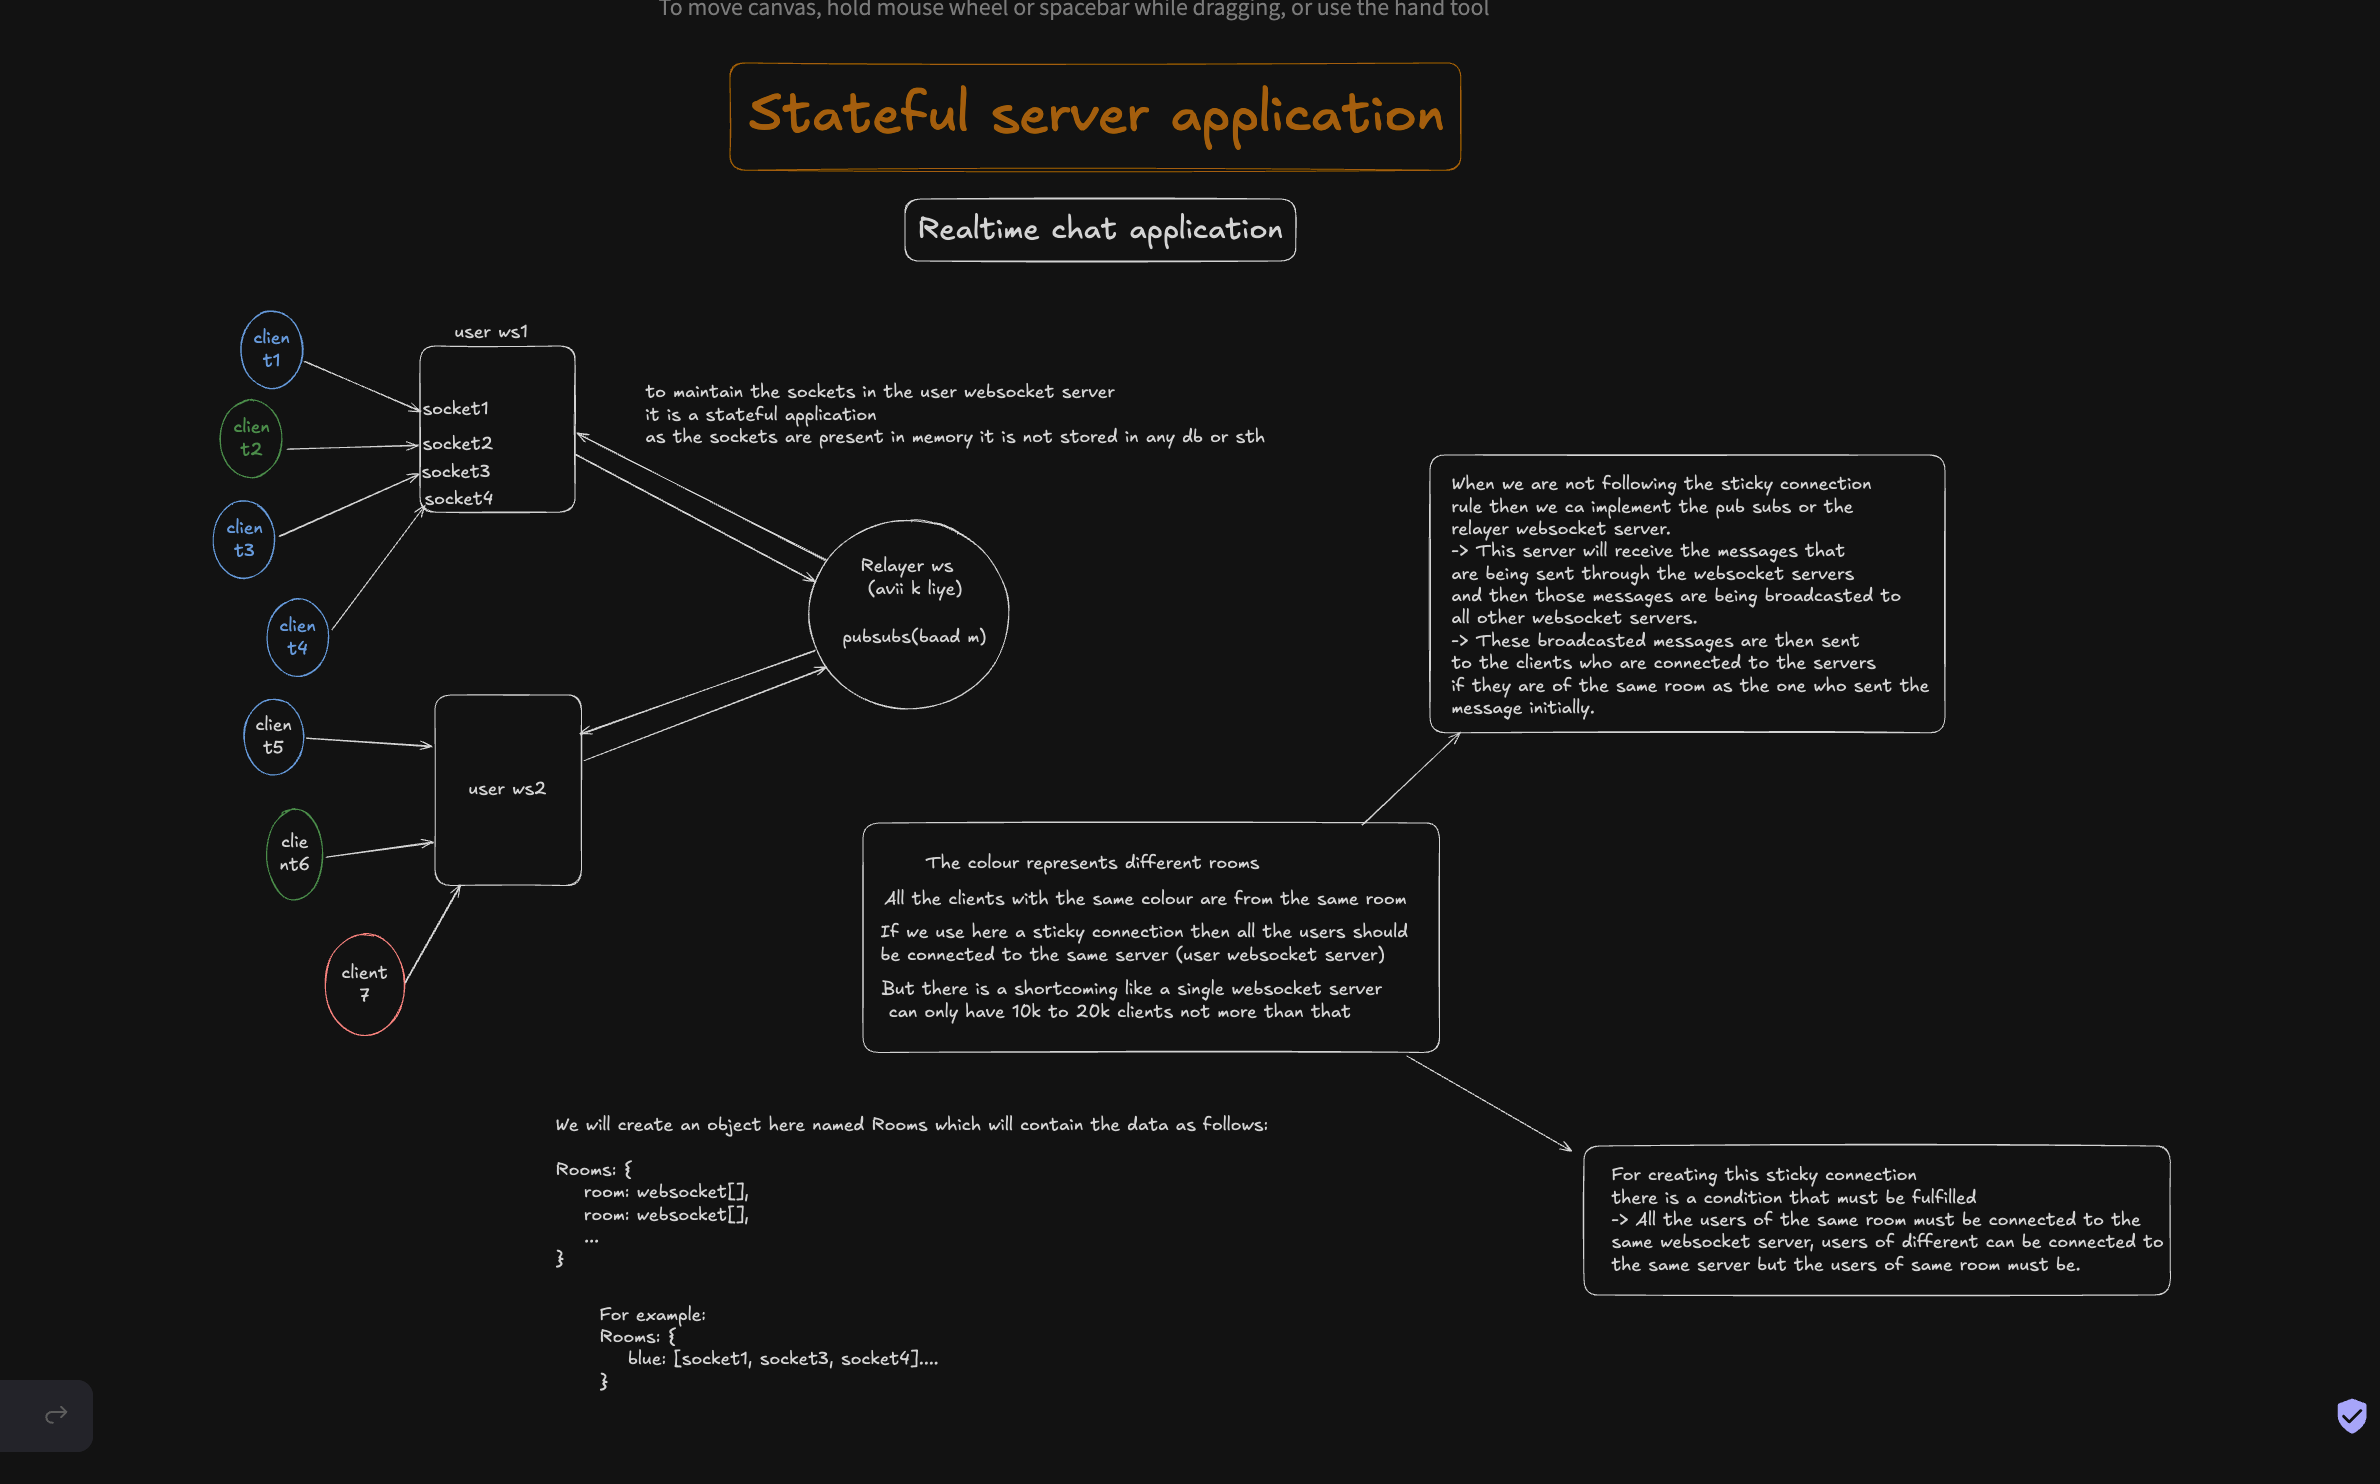 To move canvas, hold mouse wheel or spacebar while dragging, or use the hand tool
Stateful server application
Realtime chat application
user ws1
clien
t1
clien
t2
clien
t3
clien
t4
socket1
socket2
socket3
socket4
to maintain the sockets in the user websocket server
it is a stateful application
as the sockets are present in memory it is not stored in any db or sth
Relayer ws
(avii k liye)
pubsubs(baad m)
When we are not following the sticky connection
rule then we ca implement the pub subs or the
relayer websocket server.
-> This server will receive the messages that
are being sent through the websocket servers
and then those messages are being broadcasted to
all other websocket servers.
-> These broadcasted messages are then sent
to the clients who are connected to the servers
if they are of the same room as the one who sent the
message initially.
clien
t5
clie
nt6
client
7
user ws2
The colour represents different rooms
All the clients with the same colour are from the same room
If we use here a sticky connection then all the users should
be connected to the same server (user websocket server)
But there is a shortcoming like a single websocket server
can only have 10k to 20k clients not more than that
For creating this sticky connection
there is a condition that must be fulfilled
-> All the users of the same room must be connected to the
same websocket server, users of different can be connected to
the same server but the users of same room must be.
We will create an object here named Rooms which will contain the data as follows:
Rooms: {
room: websocket[],
room: websocket[],
...
}
For example:
Rooms: {
blue: [socket1, socket3, socket4]....
}